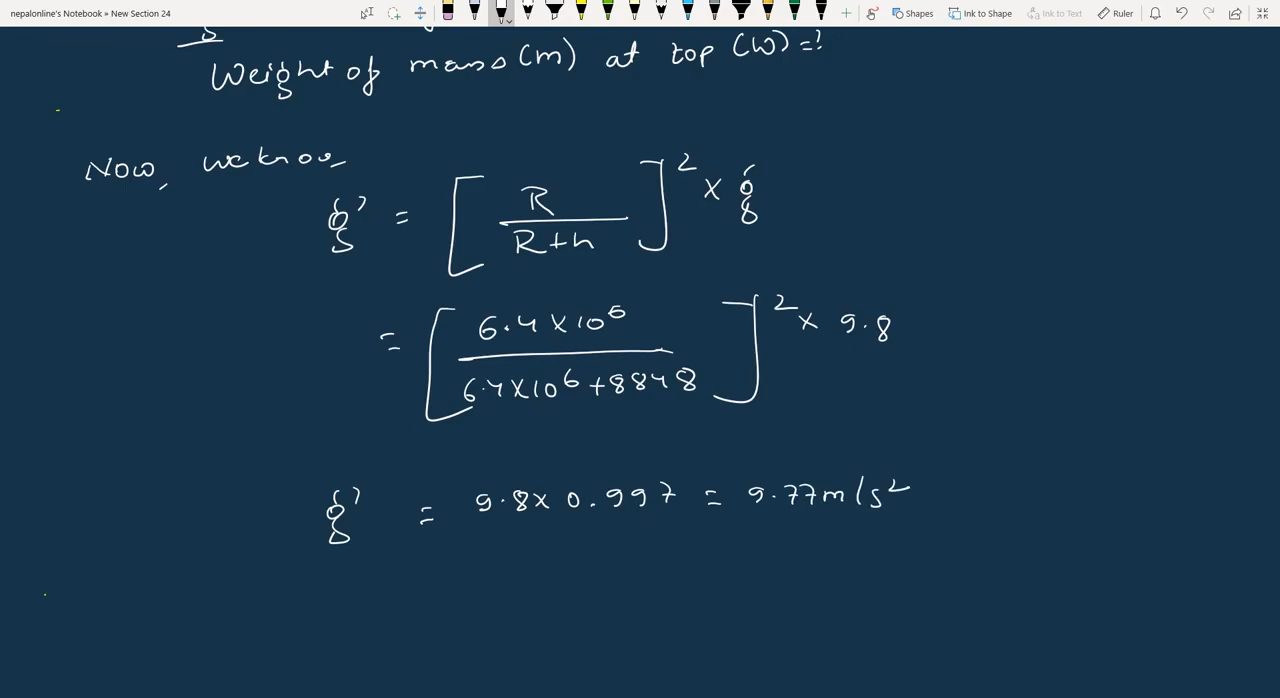 nepalonline's Notebook » New Section 24
Shapes Ink to Shape Ink to Text Ruler
Weight of mass (m) at top (W) = ?
Now, we know
g' = [R / R+h]² × g
= [6.4 × 10⁶ / 6.4 × 10⁶ + 8848]² × 9.8
g' = 9.8 × 0.997 = 9.77 m/s²